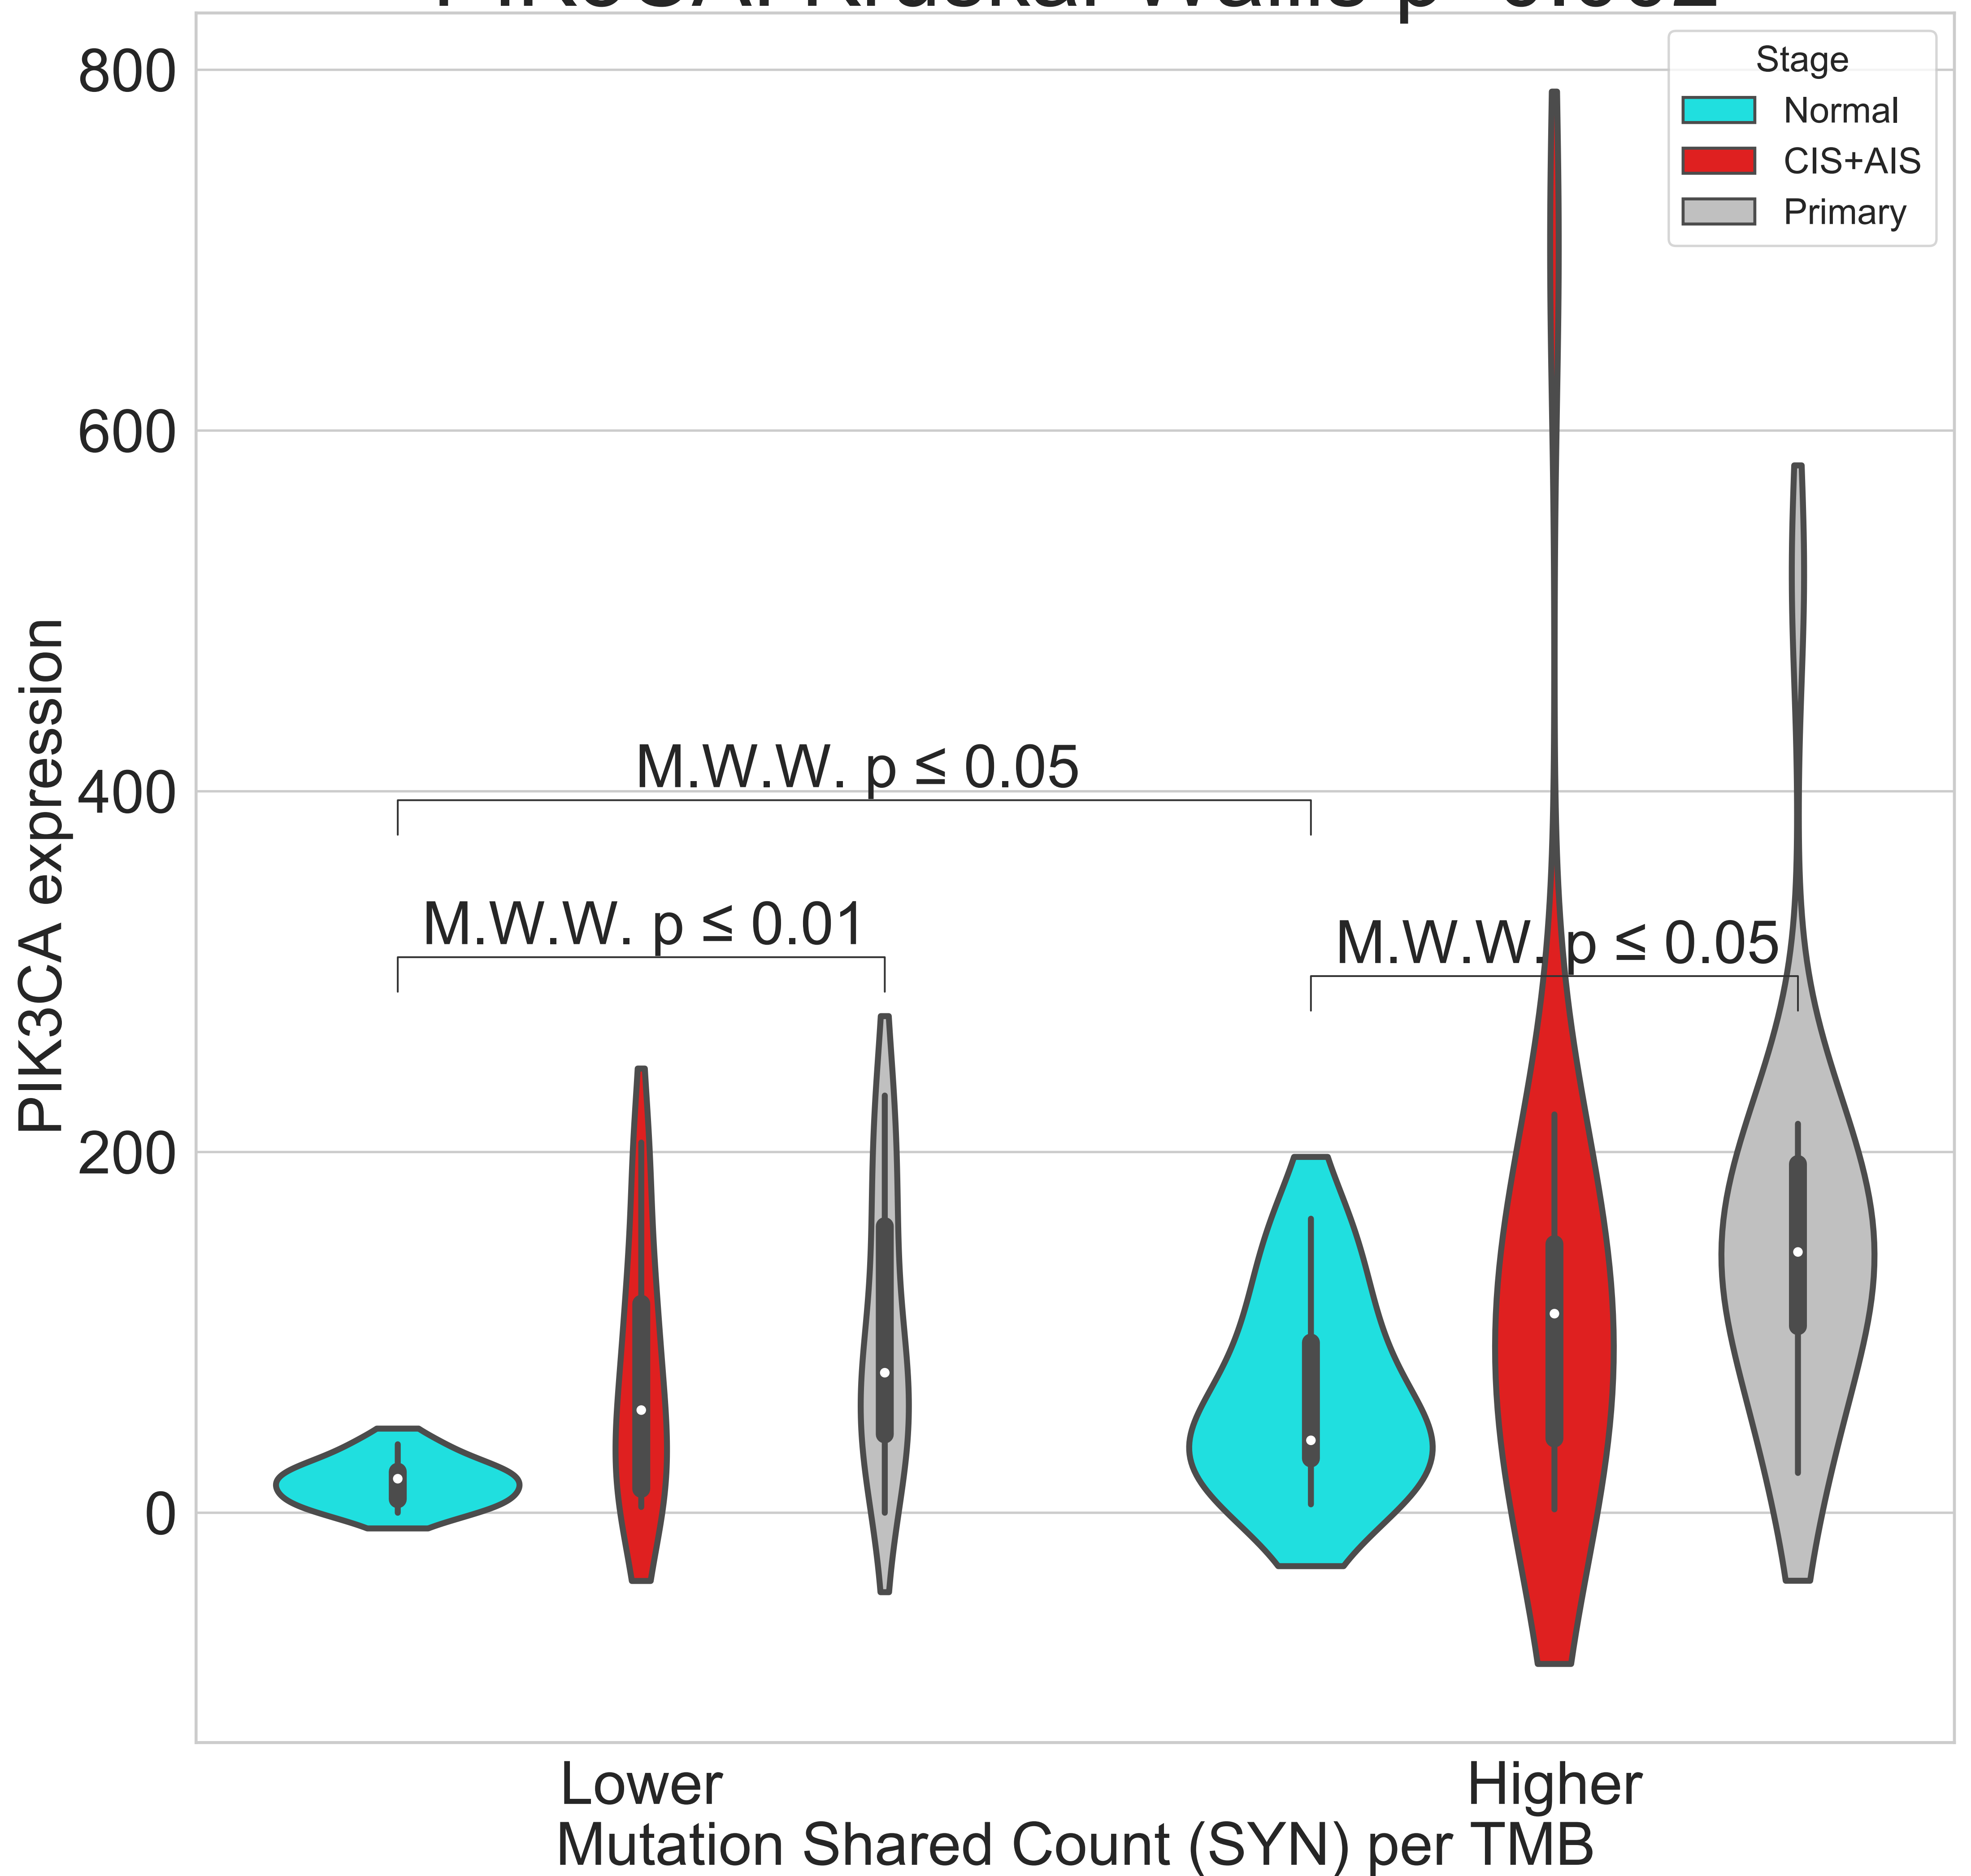 800
600
400
200
0
PIK3CA expression
Stage
Normal
CIS+AIS
Primary
M.W.W. p ≤ 0.05
M.W.W. p ≤ 0.01
M.W.W. p ≤ 0.05
Lower
Higher
Mutation Shared Count (SYN) per TMB